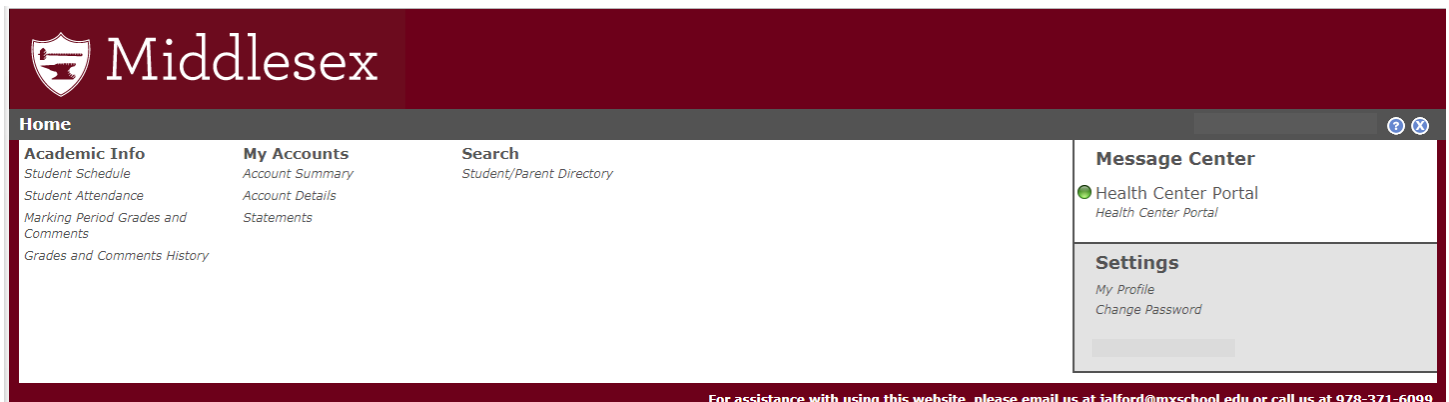 Middlesex
Home
Academic Info
Student Schedule
Student Attendance
Marking Period Grades and
Comments
Grades and Comments History
My Accounts
Account Summary
Account Details
Statements
Search
Student/Parent Directory
Message Center
Health Center Portal
Health Center Portal
Settings
My Profile
Change Password
For assistance with using this website, please email us at jalford@mxschool.edu or call us at 978-371-6099